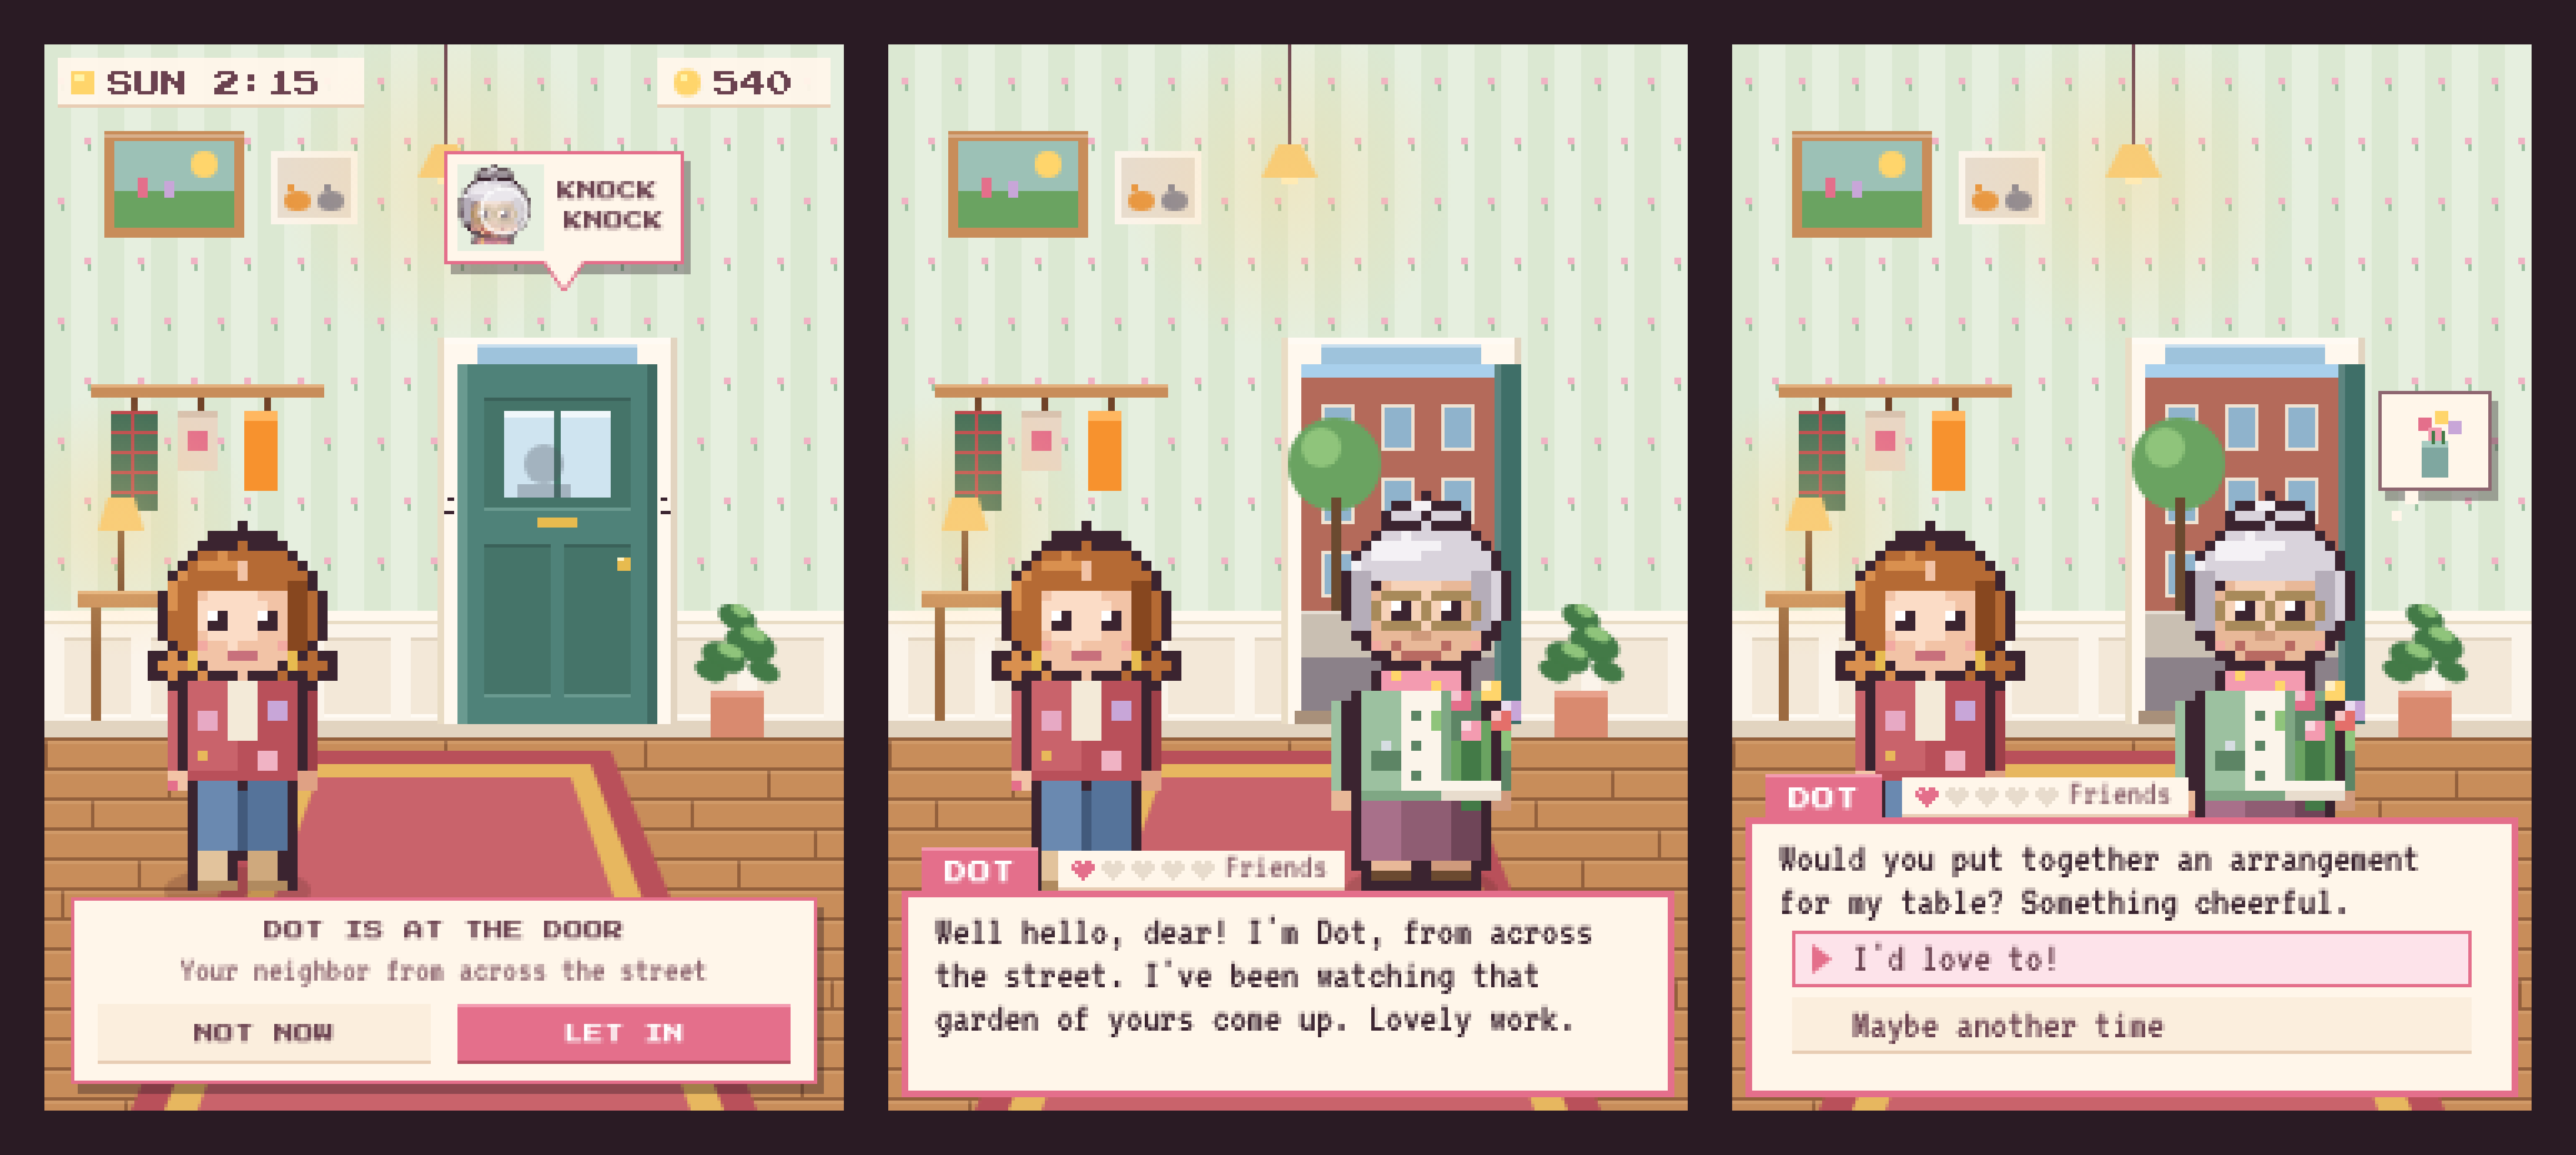 SUN 2:15
540
KNOCK
KNOCK
DOT IS AT THE DOOR
Your neighbor from across the street
NOT NOW
LET IN
DOT
Friends
Well hello, dear! I'm Dot, from across
the street. I've been watching that
garden of yours come up. Lovely work.
DOT
Friends
Would you put together an arrangement
for my table? Something cheerful.
I'd love to!
Maybe another time